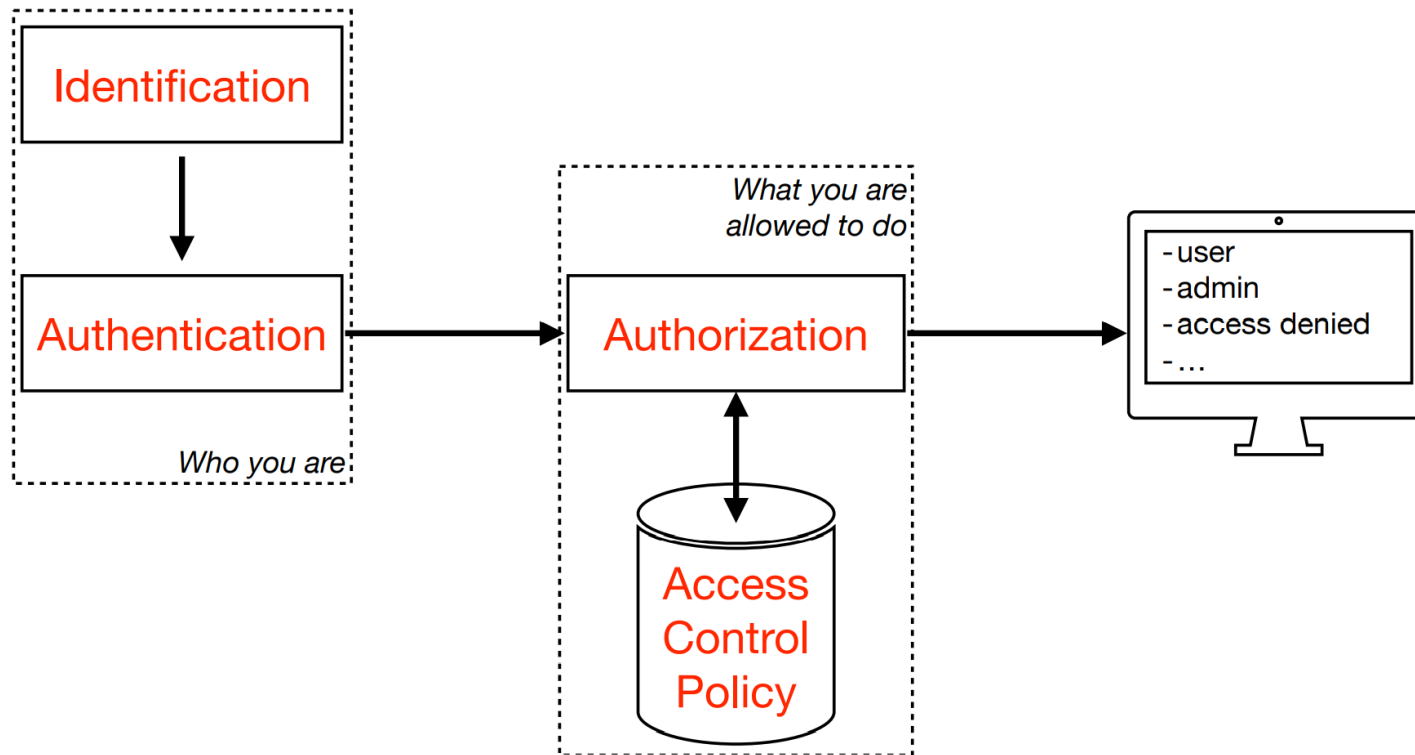 Identification
Authentication
Who you are
What you are
allowed to do
Authorization
Access
Control
Policy
-user
-admin
-access denied
-...